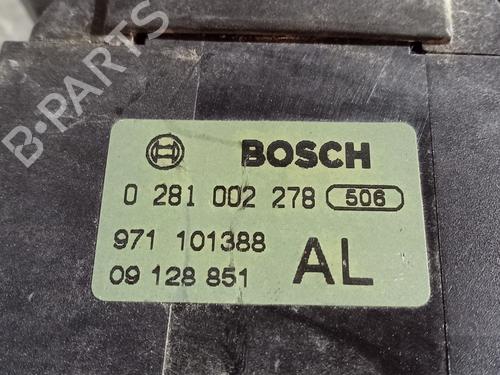 B-PARTS
BOSCH
0 281 002 278 506
971 101388
09 128 851 AL